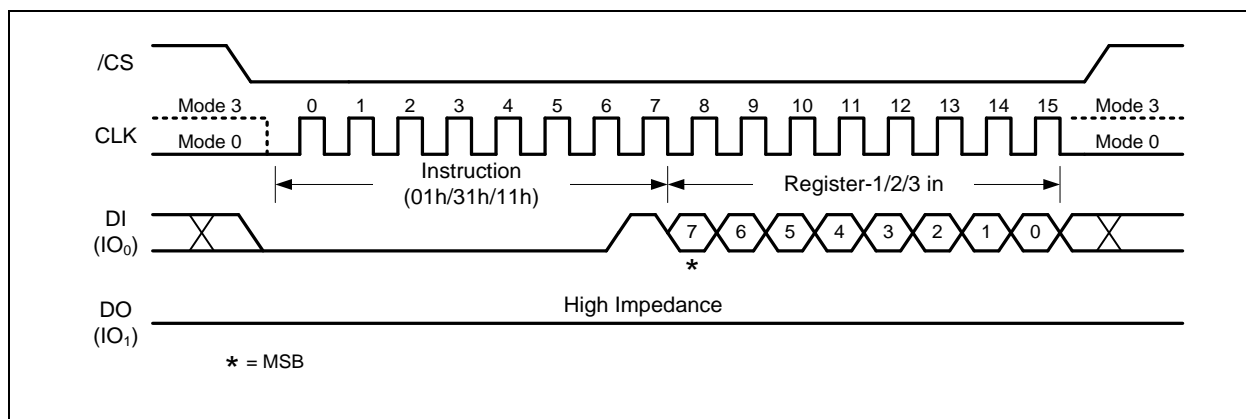 /CS
Mode 3 0 1 2 3 4 5 6 7 8 9 10 11 12 13 14 15 Mode 3
CLK
Mode 0 Mode 0
Instruction
(01h/31h/11h)
Register-1/2/3 in
DI
(IO₀)
7 6 5 4 3 2 1 0
*
High Impedance
DO
(IO₁)
* = MSB